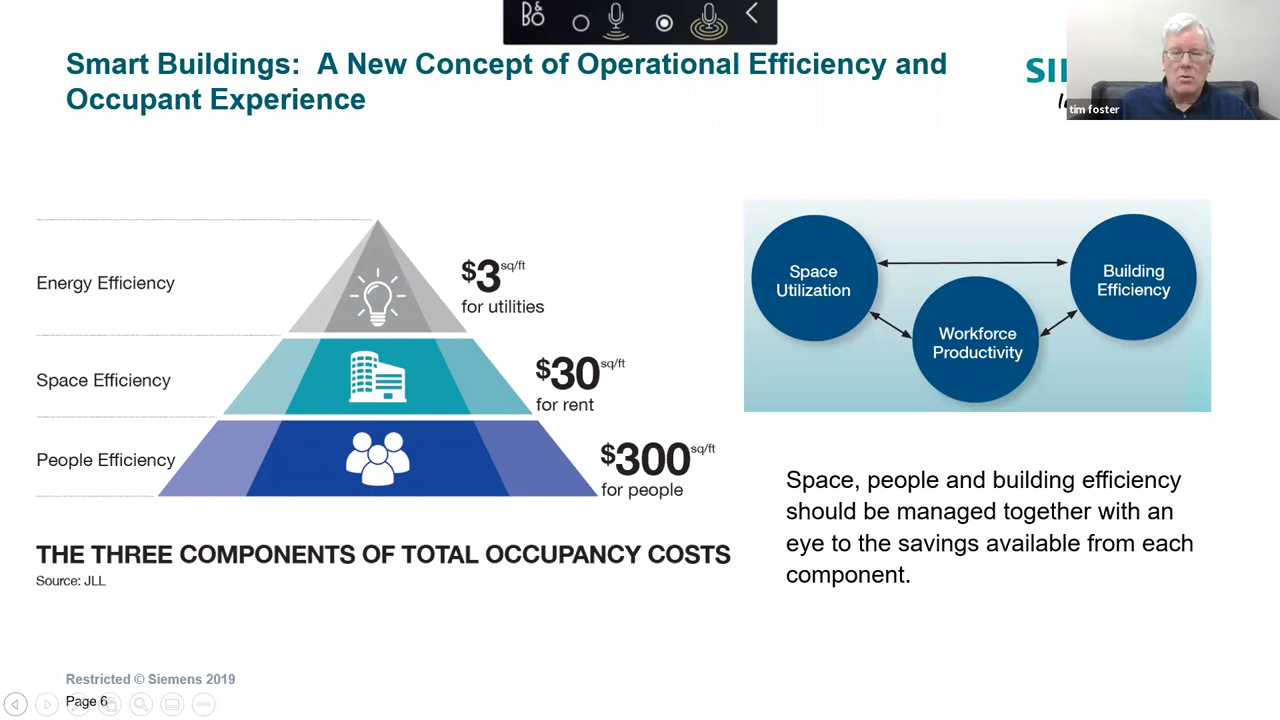 B&O
Smart Buildings: A New Concept of Operational Efficiency and
Occupant Experience
tim foster
Energy Efficiency
$3 sq/ft
for utilities
Space Efficiency
$30 sq/ft
for rent
People Efficiency
$300 sq/ft
for people
THE THREE COMPONENTS OF TOTAL OCCUPANCY COSTS
Source: JLL
Space
Utilization
Building
Efficiency
Workforce
Productivity
Space, people and building efficiency
should be managed together with an
eye to the savings available from each
component.
Restricted © Siemens 2019
Page 6